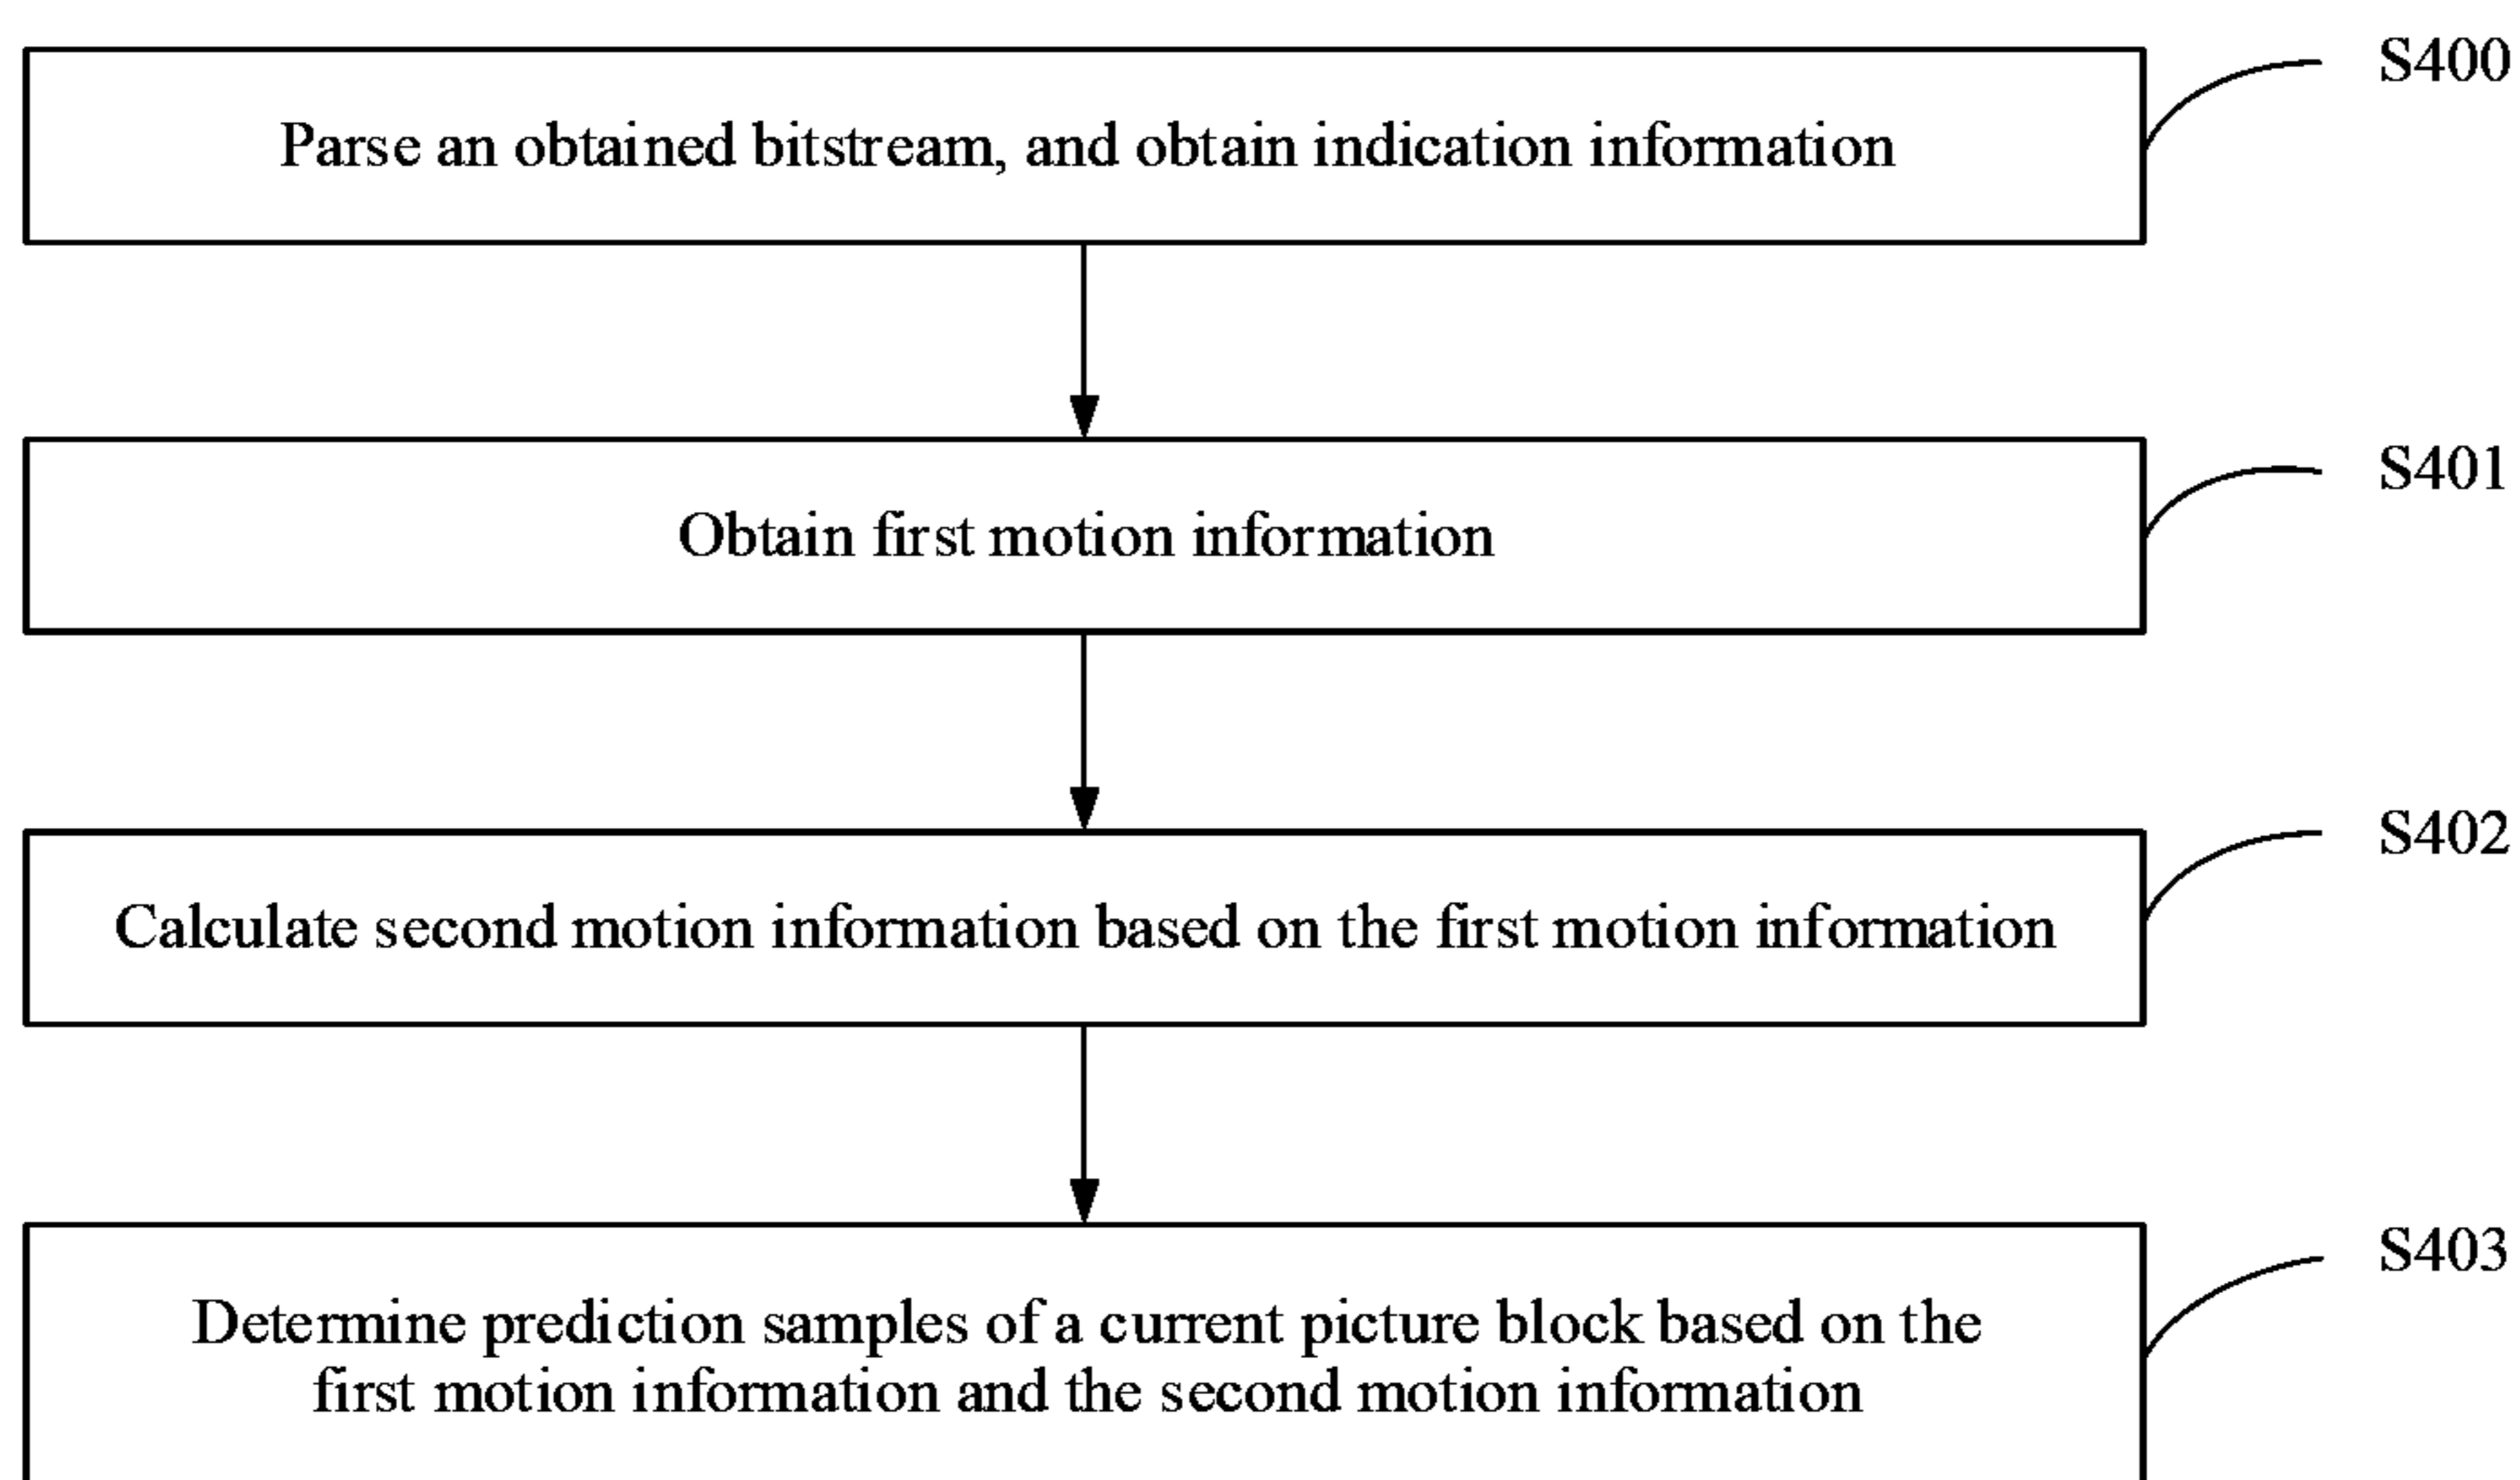 S400
Parse an obtained bitstream, and obtain indication information
S401
Obtain first motion information
S402
Calculate second motion information based on the first motion information
S403
Determine prediction samples of a current picture block based on the
first motion information and the second motion information